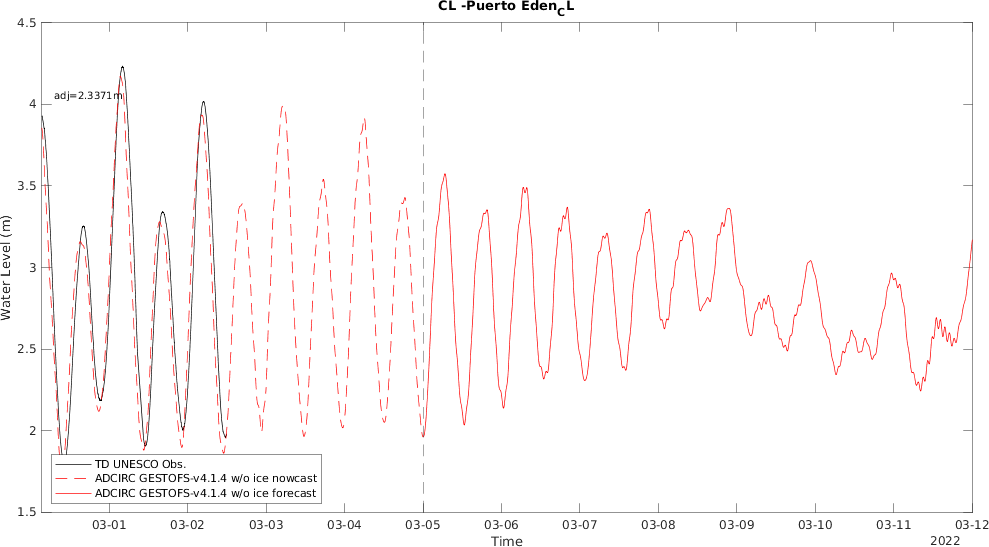 CL -Puerto Eden_CL
adj=2.3371m
Water Level (m)
4.5
4
3.5
3
2.5
2
1.5
TD UNESCO Obs.
ADCIRC GESTOFS-v4.1.4 w/o ice nowcast
ADCIRC GESTOFS-v4.1.4 w/o ice forecast
03-01 03-02 03-03 03-04 03-05 03-06 03-07 03-08 03-09 03-10 03-11 03-12
Time
2022